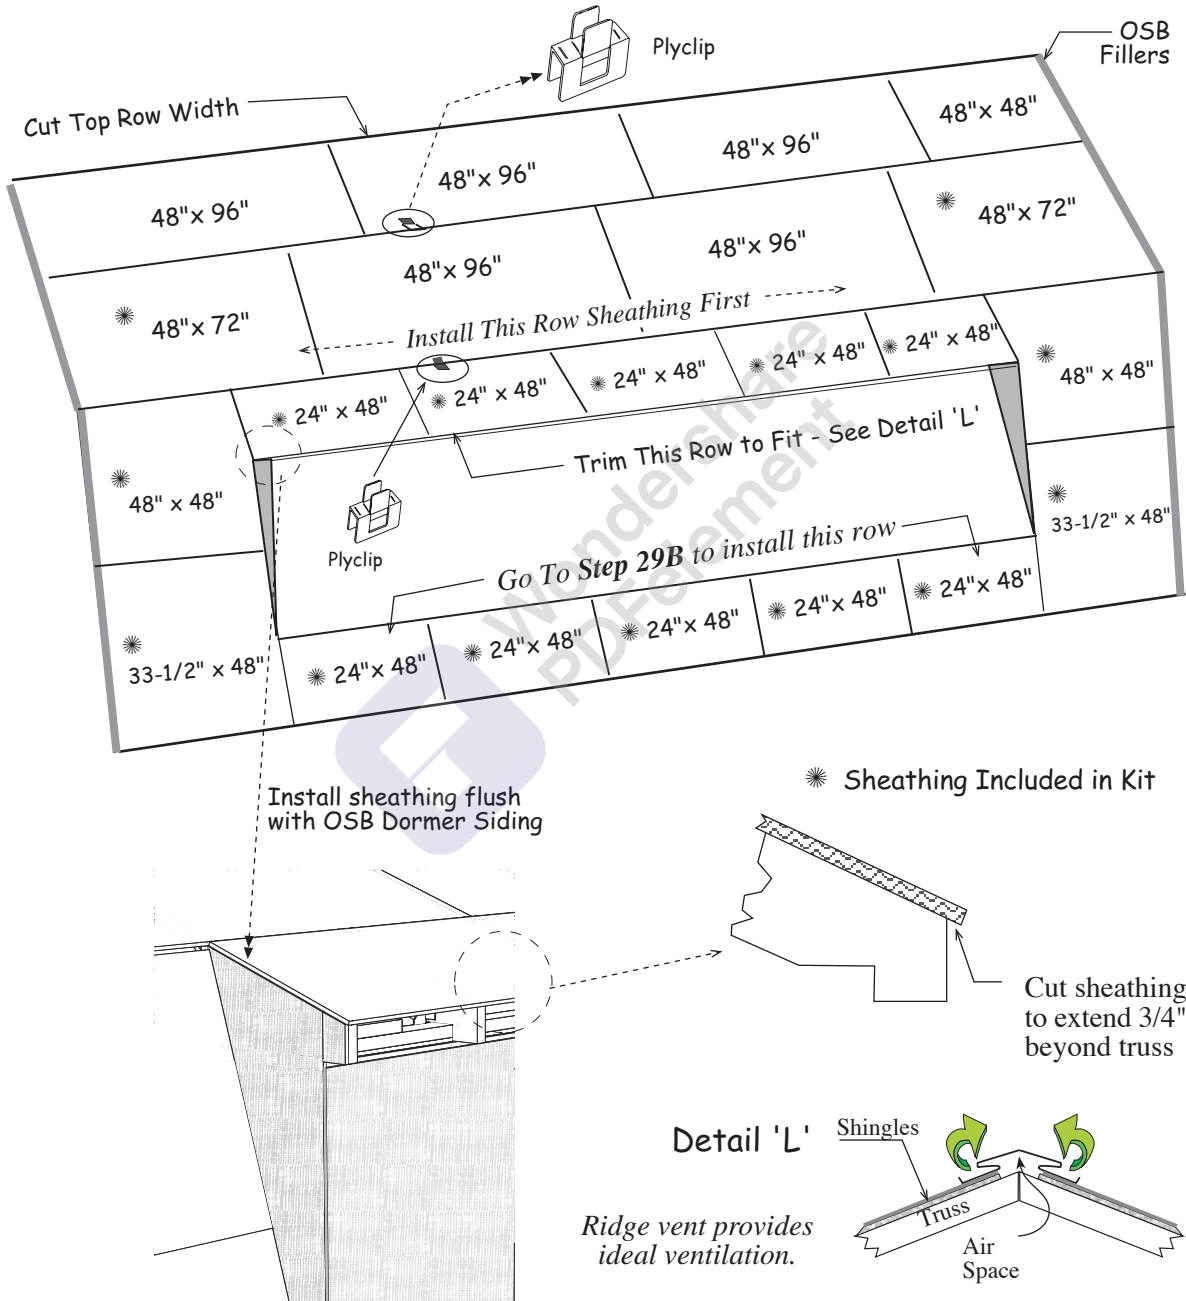 Plyclip
OSB
Fillers
Cut Top Row Width
48"x 96"
48"x 96"
48"x 96"
48"x 48"
48"x 72"
48"x 96"
48"x 96"
48"x 72"
Install This Row Sheathing First
24" x 48"
24" x 48"
24" x 48"
24" x 48"
24" x 48"
48" x 48"
48" x 48"
Trim This Row to Fit - See Detail 'L'
Plyclip
Go To Step 29B to install this row
33-1/2" x 48"
33-1/2" x 48"
24"x 48"
24"x 48"
24"x 48"
24"x 48"
24"x 48"
Wondershare
PDFelement
Install sheathing flush
with OSB Dormer Siding
Sheathing Included in Kit
Cut sheathing
to extend 3/4"
beyond truss
Detail 'L'
Shingles
Truss
Air
Space
Ridge vent provides
ideal ventilation.